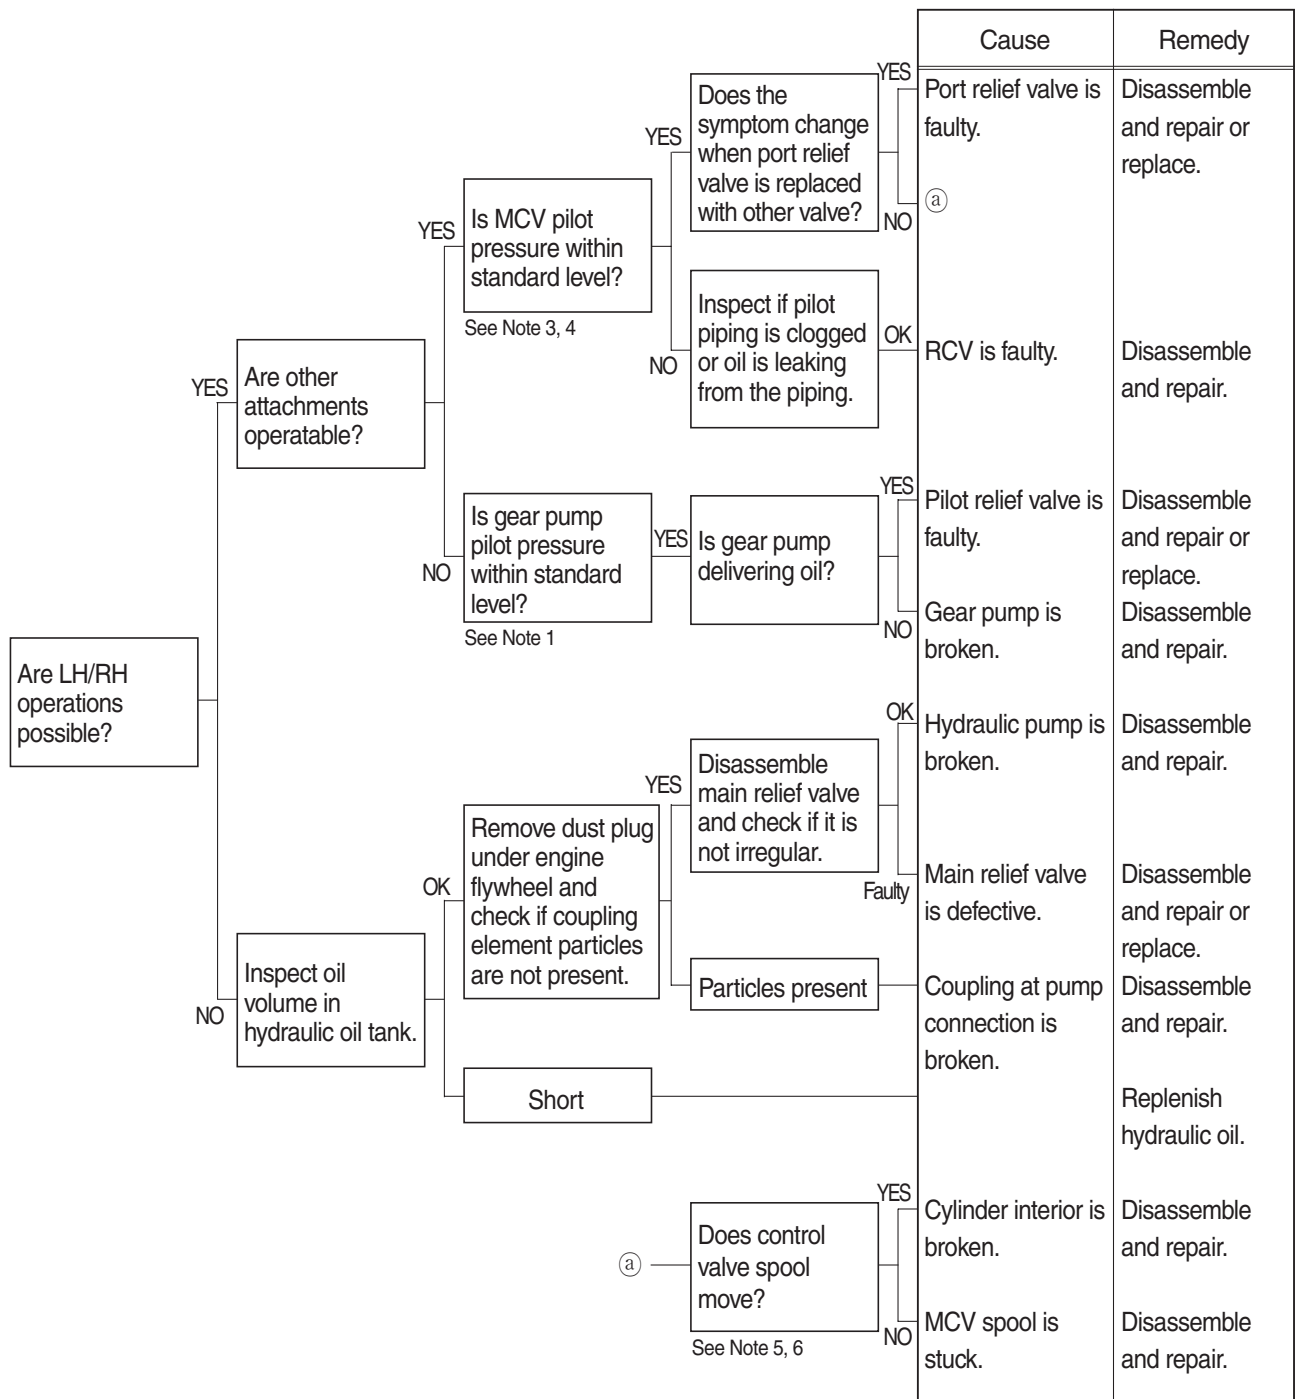 Cause
Remedy
YES
Does the
symptom change
when port relief
valve is replaced
with other valve?
Port relief valve is
faulty.
Disassemble
and repair or
replace.
YES
NO
ⓐ
YES
Is MCV pilot
pressure within
standard level?
See Note 3, 4
NO
Inspect if pilot
piping is clogged
or oil is leaking
from the piping.
OK
RCV is faulty.
Disassemble
and repair.
YES
Are other
attachments
operatable?
NO
Is gear pump
pilot pressure
within standard
level?
See Note 1
YES
Is gear pump
delivering oil?
YES
Pilot relief valve is
faulty.
Disassemble
and repair or
replace.
NO
Gear pump is
broken.
Disassemble
and repair.
Are LH/RH
operations
possible?
NO
Inspect oil
volume in
hydraulic oil tank.
OK
Remove dust plug
under engine
flywheel and
check if coupling
element particles
are not present.
YES
Disassemble
main relief valve
and check if it is
not irregular.
OK
Hydraulic pump is
broken.
Disassemble
and repair.
Faulty
Main relief valve
is defective.
Disassemble
and repair or
replace.
Particles present
Coupling at pump
connection is
broken.
Disassemble
and repair.
Short
Replenish
hydraulic oil.
ⓐ
Does control
valve spool
move?
See Note 5, 6
YES
Cylinder interior is
broken.
Disassemble
and repair.
NO
MCV spool is
stuck.
Disassemble
and repair.